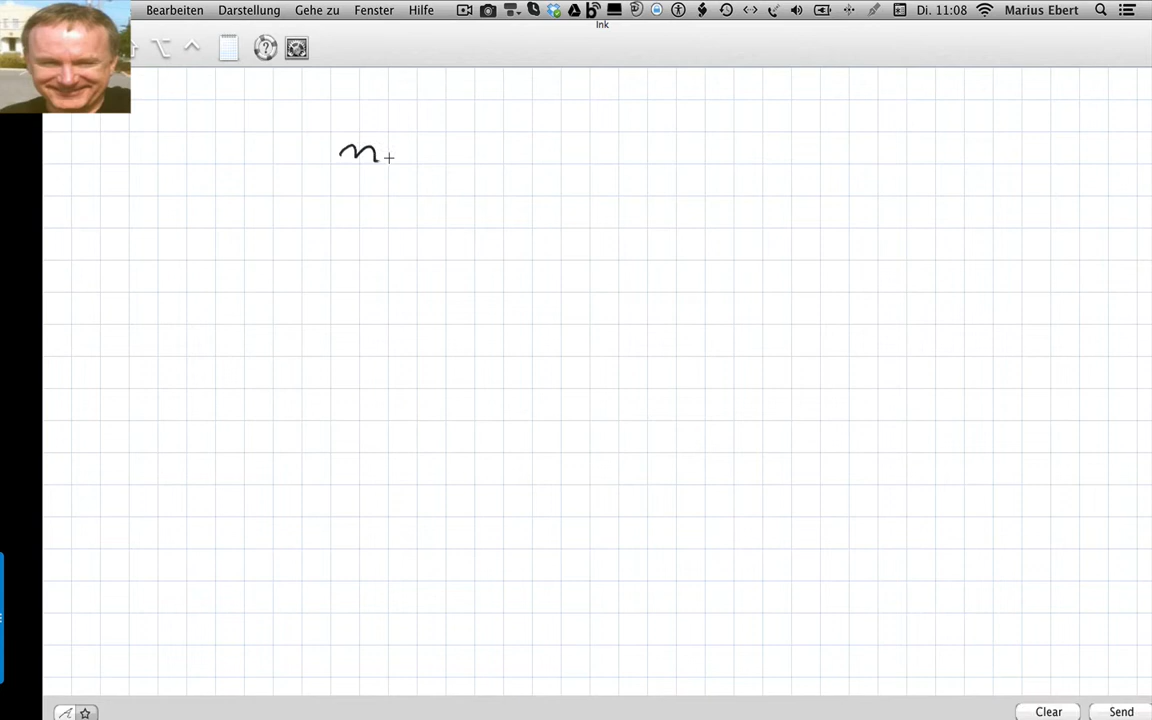 Bearbeiten Darstellung Gehe zu Fenster Hilfe Di. 11:08 Marius Ebert
Ink
m
Clear Send